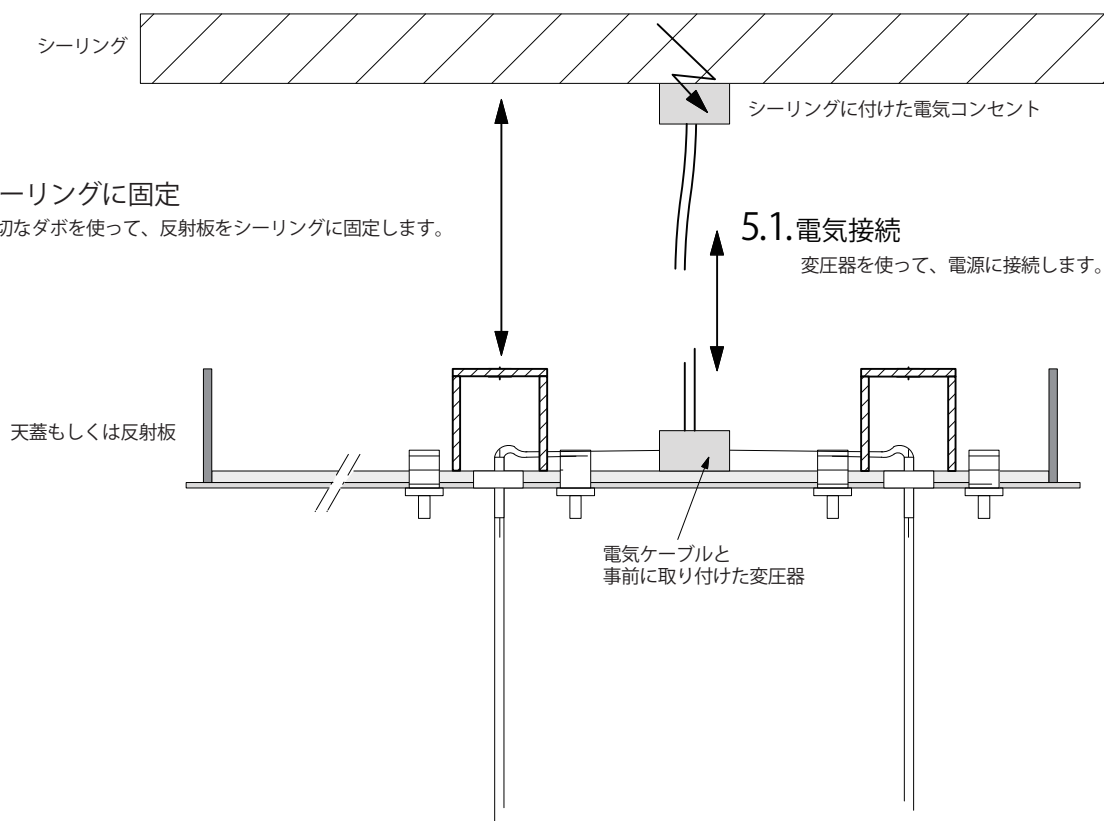 シーリング
シーリングに付けた電気コンセント
ーリングに固定
切なダボを使って、反射板をシーリングに固定します。
5.1.電気接続
変圧器を使って、電源に接続します。
天蓋もしくは反射板
電気ケーブルと
事前に取り付けた変圧器